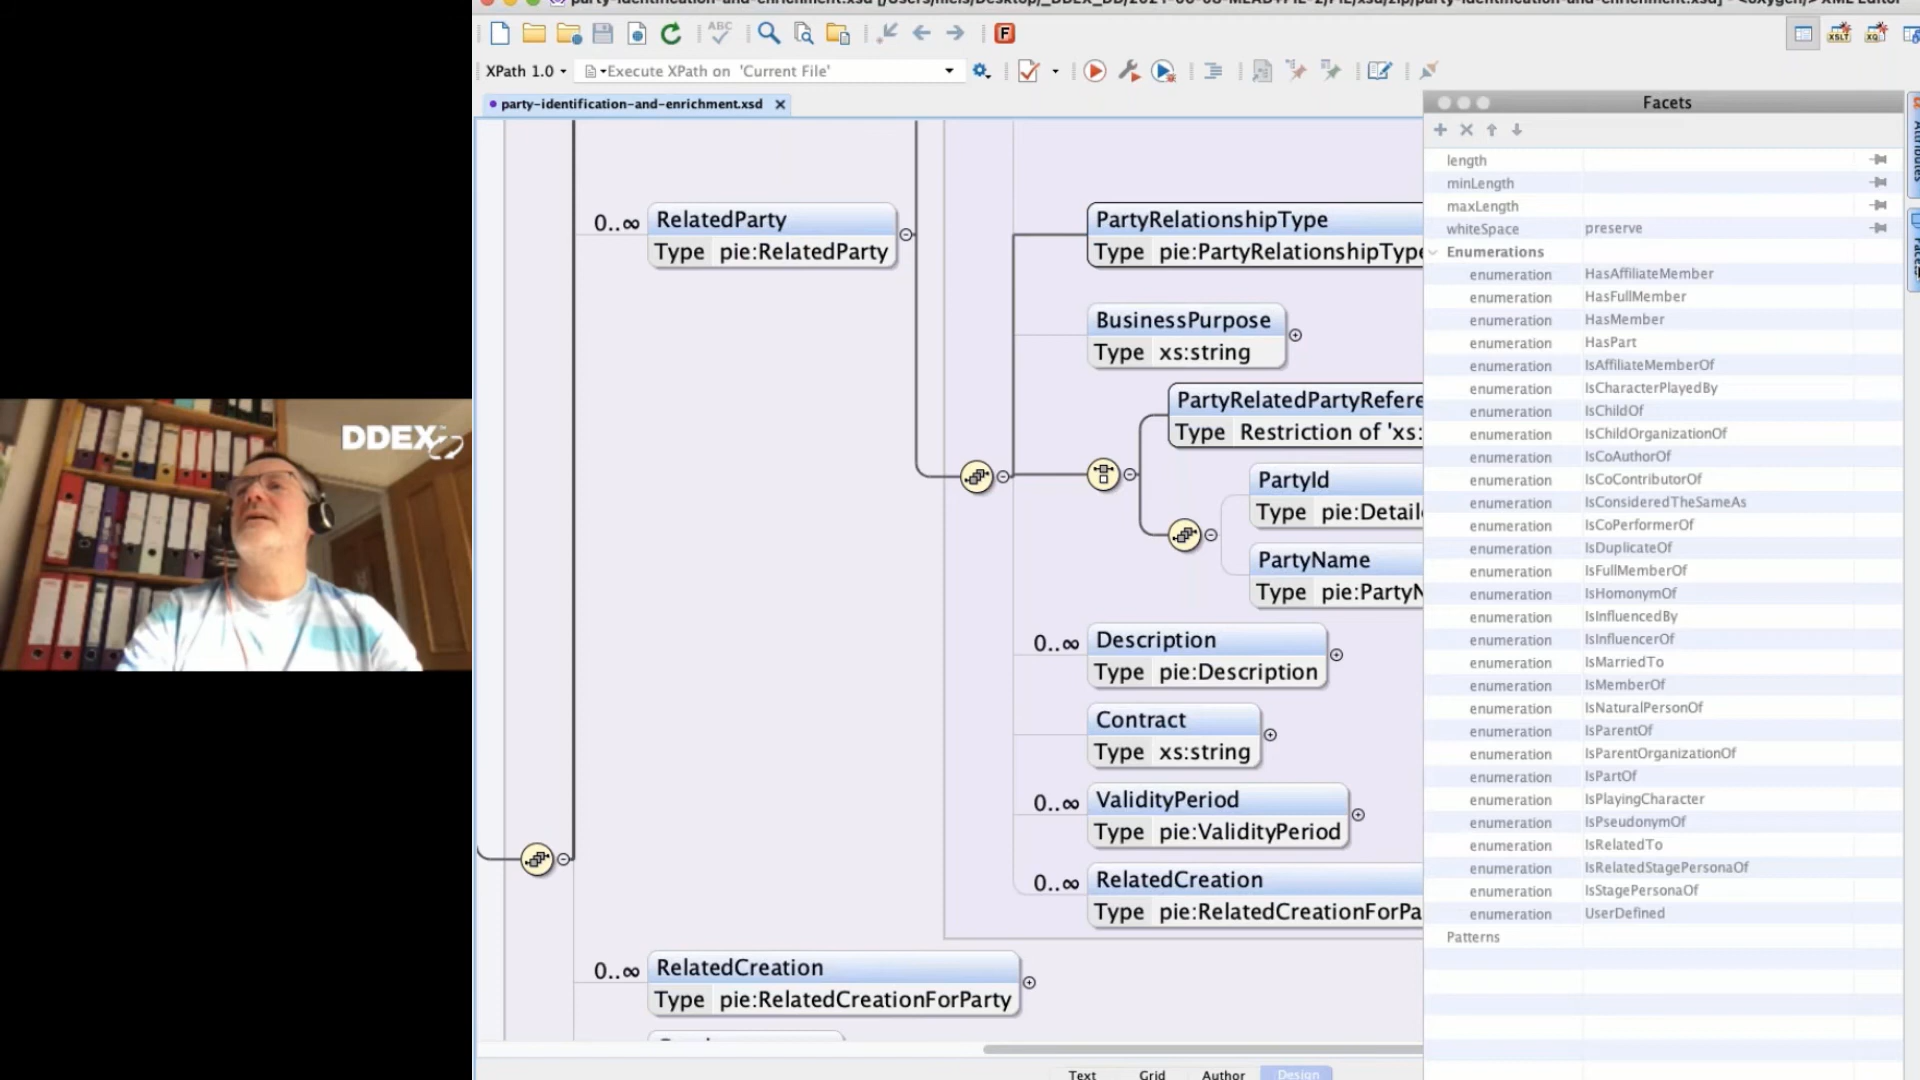 party-identification-and-enrichment.xsd
XPath 1.0
Execute XPath on 'Current File'
party-identification-and-enrichment.xsd
DDEX
0..∞
RelatedParty
Type pie:RelatedParty
PartyRelationshipType
Type pie:PartyRelationshipType
BusinessPurpose
Type xs:string
PartyRelatedPartyRefere
Type Restriction of 'xs:
PartyId
Type pie:Detail
PartyName
Type pie:PartyN
0..∞
Description
Type pie:Description
Contract
Type xs:string
0..∞
ValidityPeriod
Type pie:ValidityPeriod
0..∞
RelatedCreation
Type pie:RelatedCreationForPa
0..∞
RelatedCreation
Type pie:RelatedCreationForParty
Text Grid Author Design
Facets
length
minLength
maxLength
whiteSpace preserve
Enumerations
enumeration HasAffiliateMember
enumeration HasFullMember
enumeration HasMember
enumeration HasPart
enumeration IsAffiliateMemberOf
enumeration IsCharacterPlayedBy
enumeration IsChildOf
enumeration IsChildOrganizationOf
enumeration IsCoAuthorOf
enumeration IsCoContributorOf
enumeration IsConsideredTheSameAs
enumeration IsCoPerformerOf
enumeration IsDuplicateOf
enumeration IsFullMemberOf
enumeration IsHomonymOf
enumeration IsInfluencedBy
enumeration IsInfluencerOf
enumeration IsMarriedTo
enumeration IsMemberOf
enumeration IsNaturalPersonOf
enumeration IsParentOf
enumeration IsParentOrganizationOf
enumeration IsPartOf
enumeration IsPlayingCharacter
enumeration IsPseudonymOf
enumeration IsRelatedTo
enumeration IsRelatedStagePersonaOf
enumeration IsStagePersonaOf
enumeration UserDefined
Patterns
Attributes